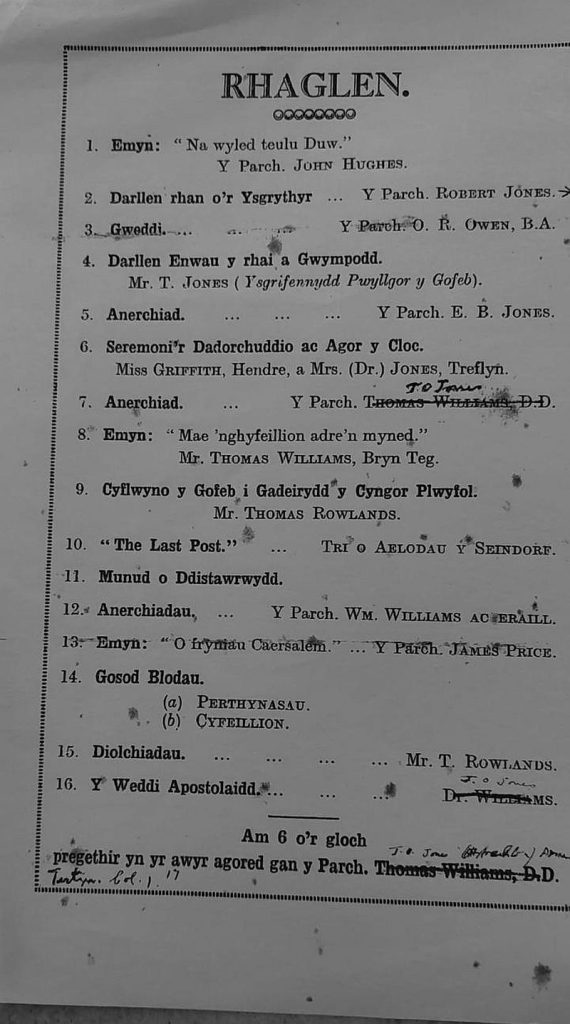 RHAGLEN.
1. Emyn: "Na wyled teulu Duw."
Y Parch. JOHN HUGHES.
2. Darllen rhan o'r Ysgrythyr ... Y Parch. ROBERT JONES.
3. Gweddi. ... ... ... Y Parch. O. R. OWEN, B.A.
4. Darllen Enwau y rhai a Gwympodd.
Mr. T. JONES (Ysgrifennydd Pwyllgor y Gofeb).
5. Anerchiad. ... ... ... Y Parch. E. B. JONES.
6. Seremoni'r Dadorchuddio ac Agor y Cloc.
Miss GRIFFITH, Hendre, a Mrs. (Dr.) JONES, Treflyn.
J O Jones
7. Anerchiad. ... Y Parch. THOMAS WILLIAMS, D.D.
8. Emyn: "Mae 'nghyfeillion adre'n myned."
Mr. THOMAS WILLIAMS, Bryn Teg.
9. Cyflwyno y Gofeb i Gadeirydd y Cyngor Plwyfol.
Mr. THOMAS ROWLANDS.
10. "The Last Post." ... TRI O AELODAU Y SEINDORF.
11. Munud o Ddistawrwydd.
12. Anerchiadau, ... Y Parch. WM. WILLIAMS AC ERAILL.
13. Emyn: "O fryniau Caersalem." ... Y Parch. JAMES PRICE.
14. Gosod Blodau.
(a) PERTHYNASAU.
(b) CYFEILLION.
15. Diolchiadau. ... ... ... ... Mr. T. ROWLANDS.
J. O Jones
16. Y Weddi Apostolaidd. ... ... ... DR. WILLIAMS.
Am 6 o'r gloch
J. O. Jones
pregethir yn yr awyr agored gan y Parch. Thomas Williams, D.D.
Testyn. Col. 1. 17